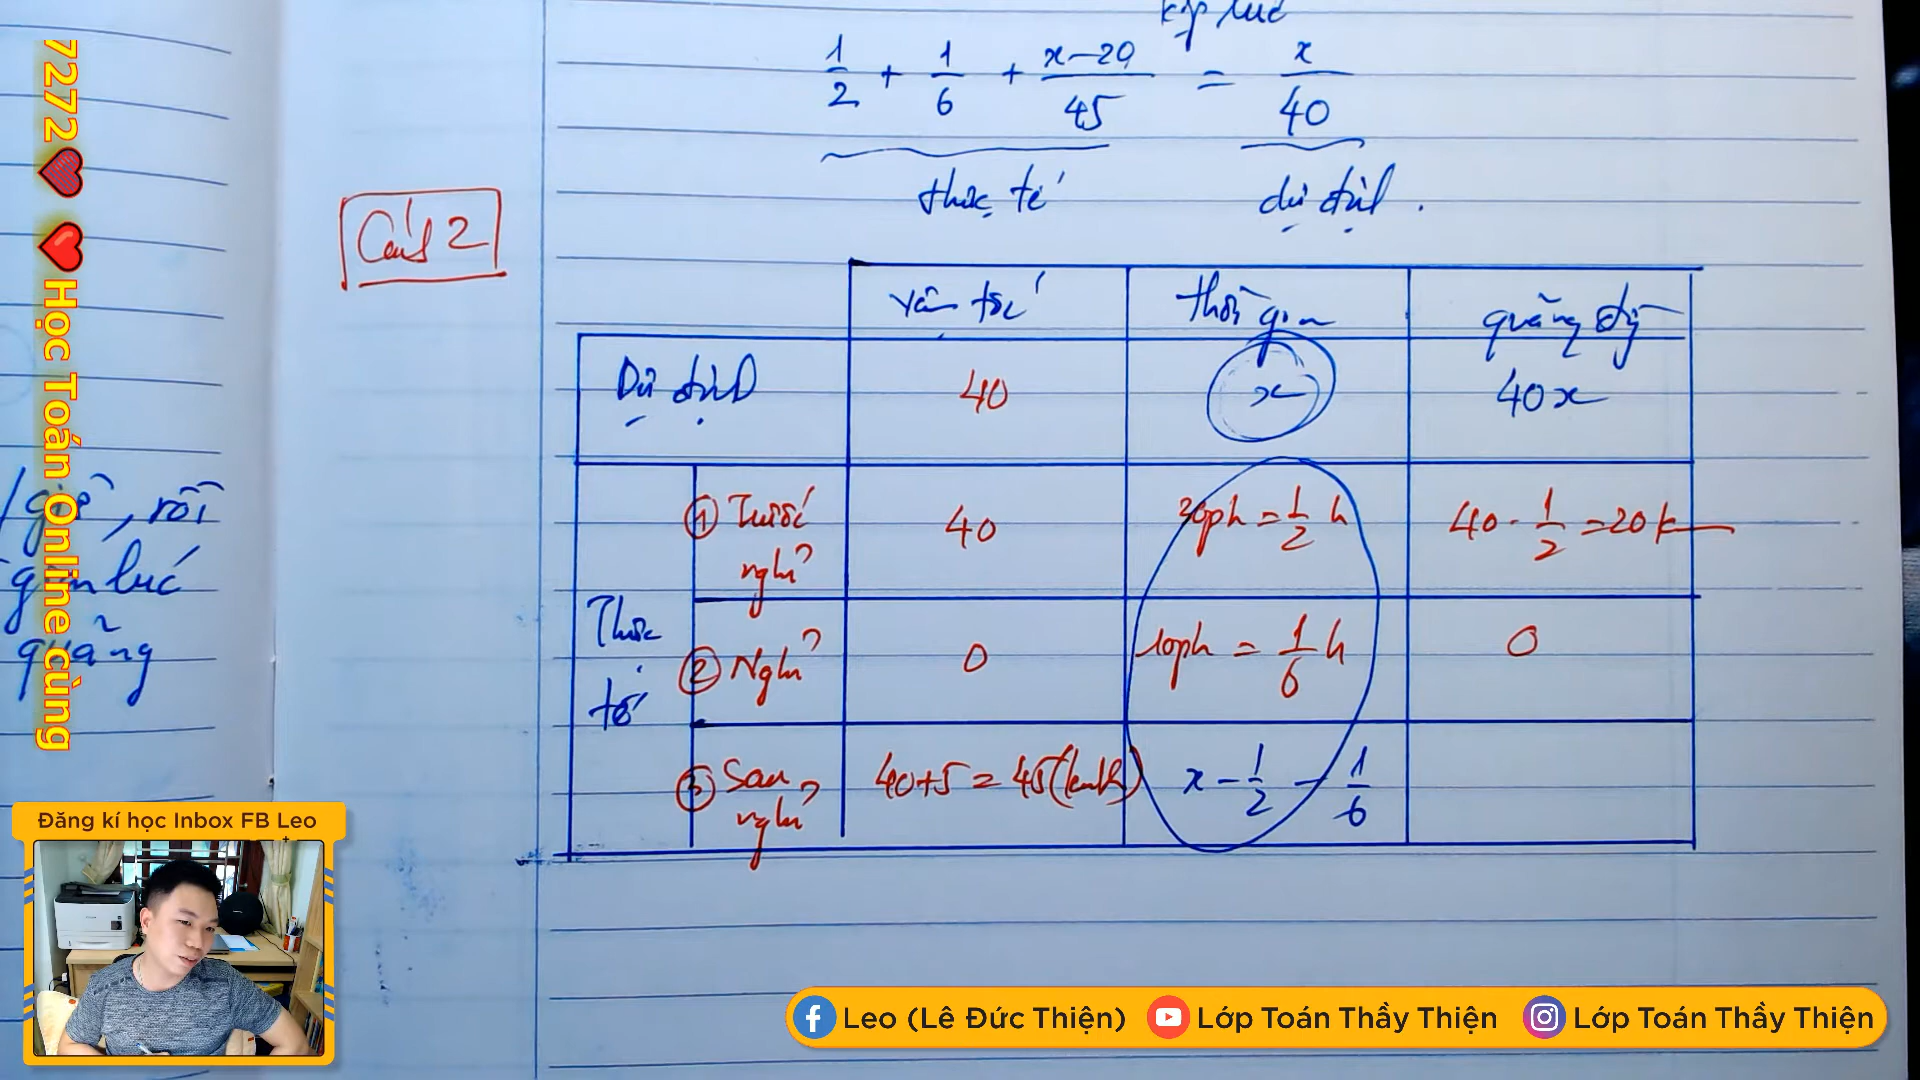 kịp lúc
1/2 + 1/6 + x-20/45 = x/40
thực tế dự định.
Cách 2
vận tốc thời gian quãng đg
Dự định 40 x 40x
Thực tế
① Trước nghỉ 40 30ph = 1/2 h 40 · 1/2 = 20 km
② Nghỉ 0 10ph = 1/6 h 0
③ Sau nghỉ 40+5 = 45(km/h) x - 1/2 - 1/6
/giờ, rồi
gian lúc
quãng
7272❤ ❤Học Toán Online cùng
Đăng kí học Inbox FB Leo
Leo (Lê Đức Thiện) Lớp Toán Thầy Thiện Lớp Toán Thầy Thiện